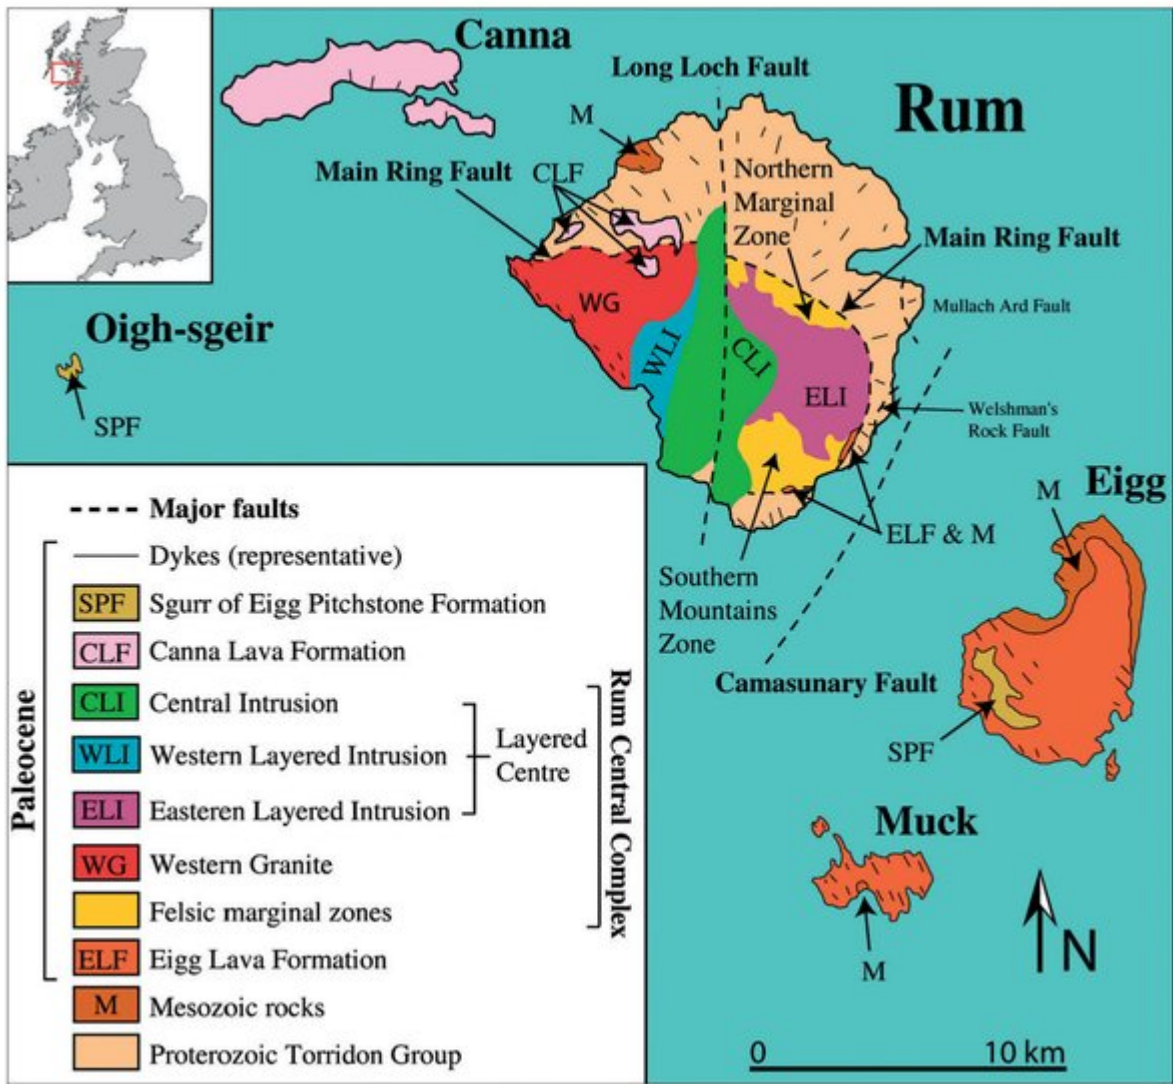 Canna
Long Loch Fault
Rum
M
Main Ring Fault
CLF
Northern
Marginal
Zone
Main Ring Fault
WG
Mullach Ard Fault
Oigh-sgeir
WLI
CLI
ELI
SPF
Welshman's
Rock Fault
Eigg
M
ELF & M
Southern
Mountains
Zone
Camasunary Fault
SPF
Muck
M
N
0 10 km
Major faults
Paleocene
Dykes (representative)
SPF Sgurr of Eigg Pitchstone Formation
CLF Canna Lava Formation
CLI Central Intrusion
WLI Western Layered Intrusion
ELI Easteren Layered Intrusion
Layered
Centre
WG Western Granite
Felsic marginal zones
Rum Central Complex
ELF Eigg Lava Formation
M Mesozoic rocks
Proterozoic Torridon Group